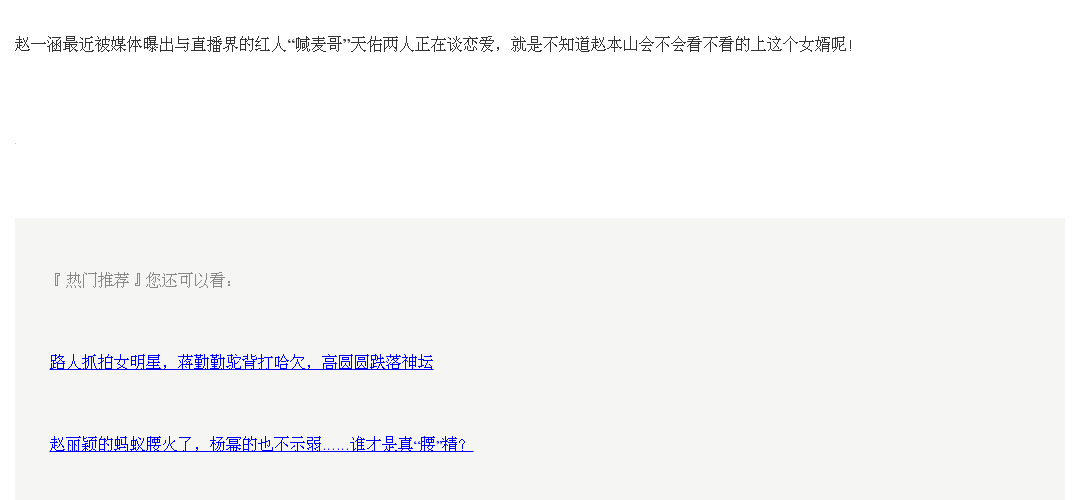 赵一涵最近被媒体曝出与直播界的红人“喊麦哥”天佑两人正在谈恋爱，就是不知道赵本山会不会看不看的上这个女婿呢！
『 热门推荐 』您还可以看：
路人抓拍女明星，蒋勤勤驼背打哈欠，高圆圆跌落神坛
赵丽颖的蚂蚁腰火了，杨幂的也不示弱……谁才是真“腰”精？